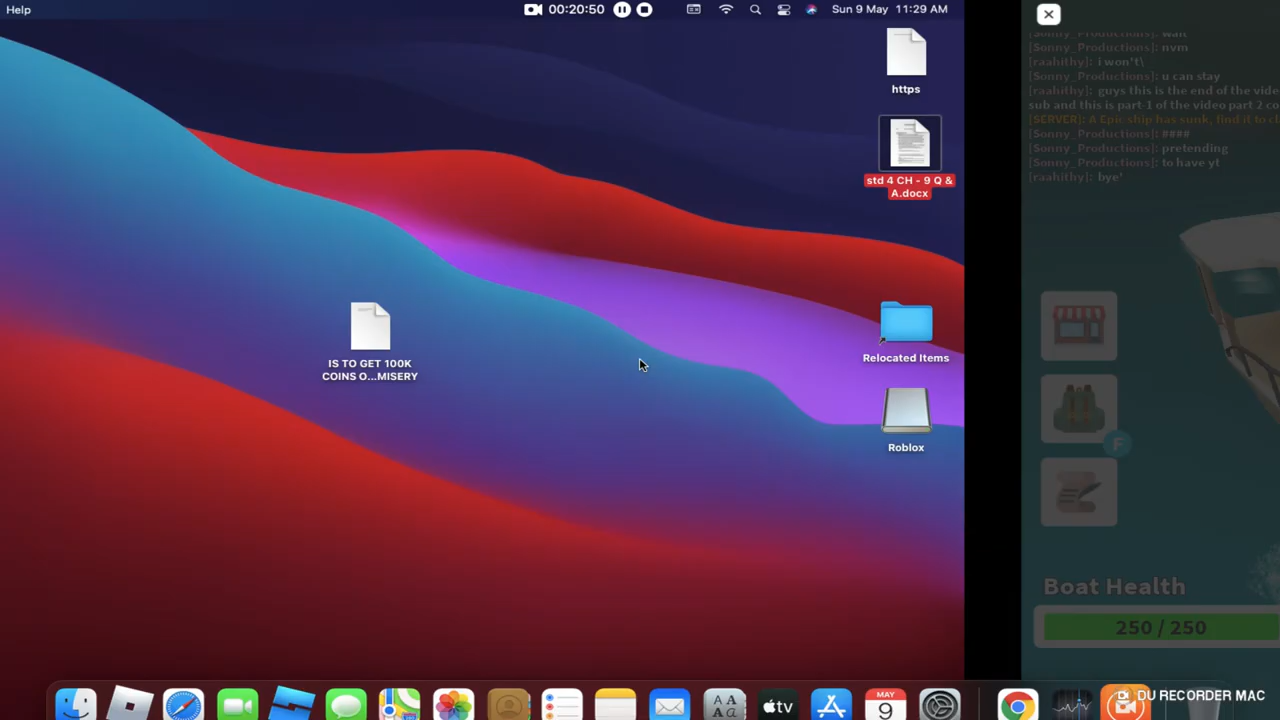 Help
00:20:50
Sun 9 May 11:29 AM
https
std 4 CH - 9 Q &
A.docx
IS TO GET 100K
COINS O...MISERY
Relocated Items
Roblox
[Sonny_Productions]: wait
[Sonny_Productions]: nvm
[raahithy]: i won't\
[Sonny_Productions]: u can stay
[raahithy]: guys this is the end of the vide
sub and this is part-1 of the video part 2 co
[SERVER]: A Epic ship has sunk, find it to cl
[Sonny_Productions]: ####
[Sonny_Productions]: pretending
[Sonny_Productions]: to have yt
[raahithy]: bye'
F
Boat Health
250 / 250
MAY
9
tv
DU RECORDER MAC